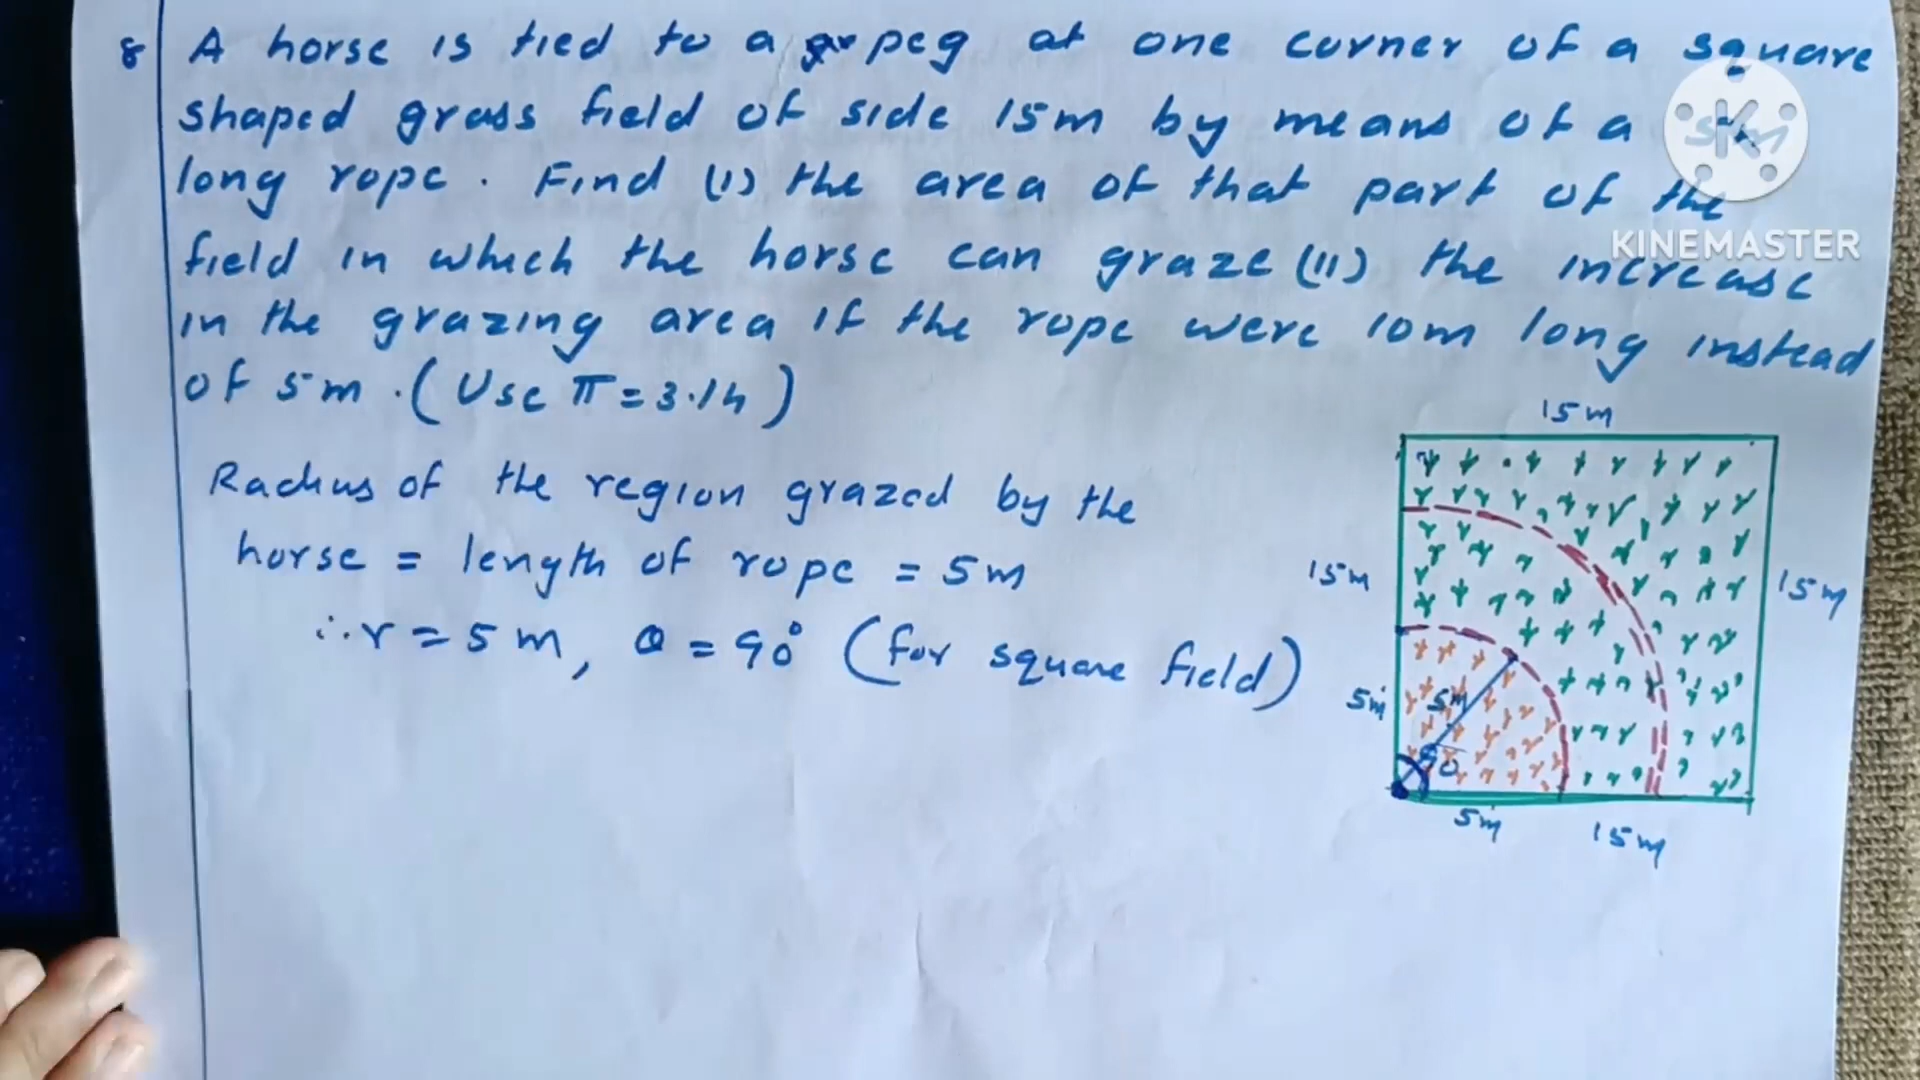 8 A horse is tied to a peg at one corner of a square
shaped grass field of side 15m by means of a 5m
long rope. Find (i) the area of that part of the
KINEMASTER
field in which the horse can graze (ii) the increase
in the grazing area if the rope were 10m long instead
of 5m. (Use π = 3.14)
15m
Radius of the region grazed by the
horse = length of rope = 5m
15m
15m
∴ r = 5m, θ = 90° (for square field)
5m
5m
90
5m
15m